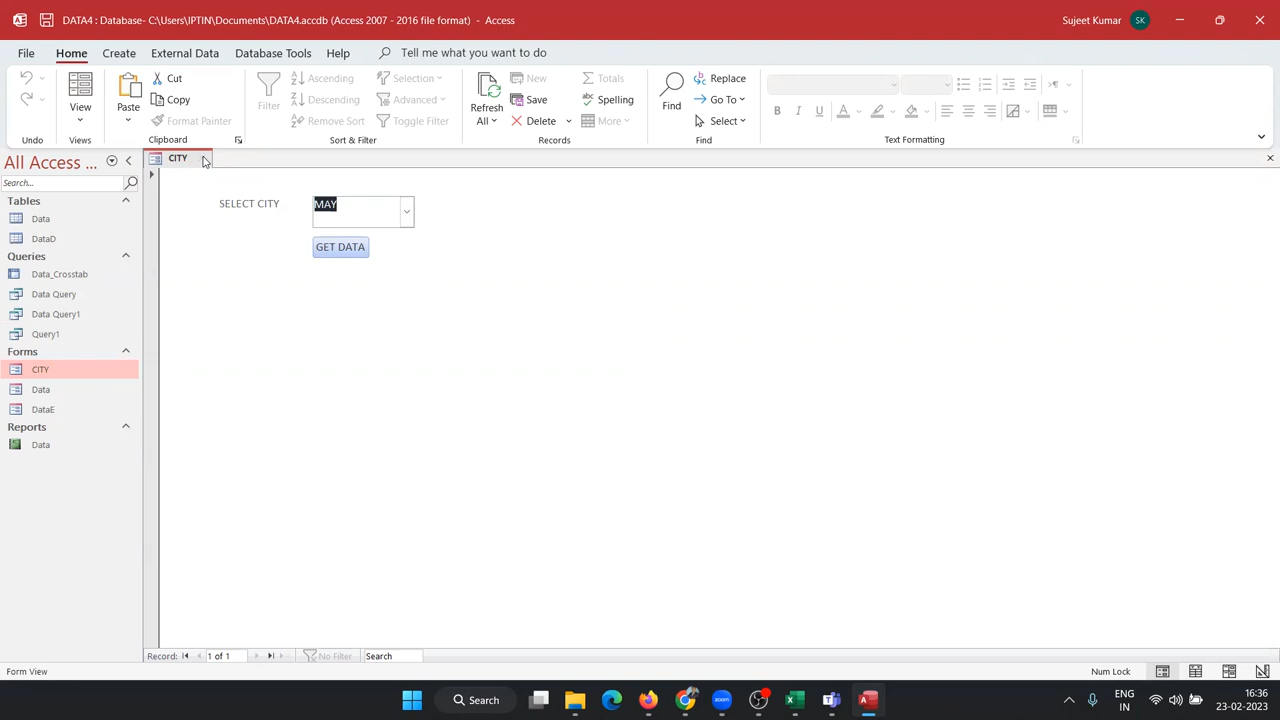 DATA4 : Database- C:\Users\IPTIN\Documents\DATA4.accdb (Access 2007 - 2016 file format) - Access
Sujeet Kumar SK
File Home Create External Data Database Tools Help Tell me what you want to do
View
Paste
Cut
Copy
Format Painter
Filter
Ascending
Descending
Remove Sort
Selection
Advanced
Toggle Filter
Refresh All
New
Save
Delete
Totals
Spelling
More
Find
Replace
Go To
Select
B I U A
Undo Views Clipboard Sort & Filter Records Find Text Formatting
All Access ...
Search...
Tables
Data
DataD
Queries
Data_Crosstab
Data Query
Data Query1
Query1
Forms
CITY
Data
DataE
Reports
Data
CITY
SELECT CITY MAY
GET DATA
Record: 1 of 1 No Filter Search
Form View Num Lock
Search
zoom
ENG
IN
16:36
23-02-2023